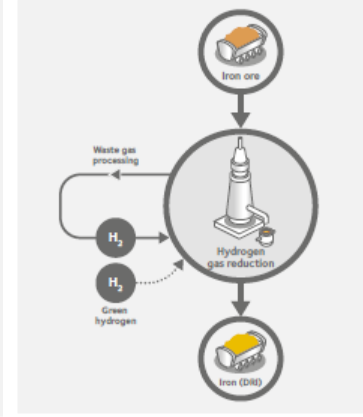 Iron ore
Waste gas
processing
H2
H2
Green
hydrogen
Hydrogen
gas reduction
Iron (DRI)